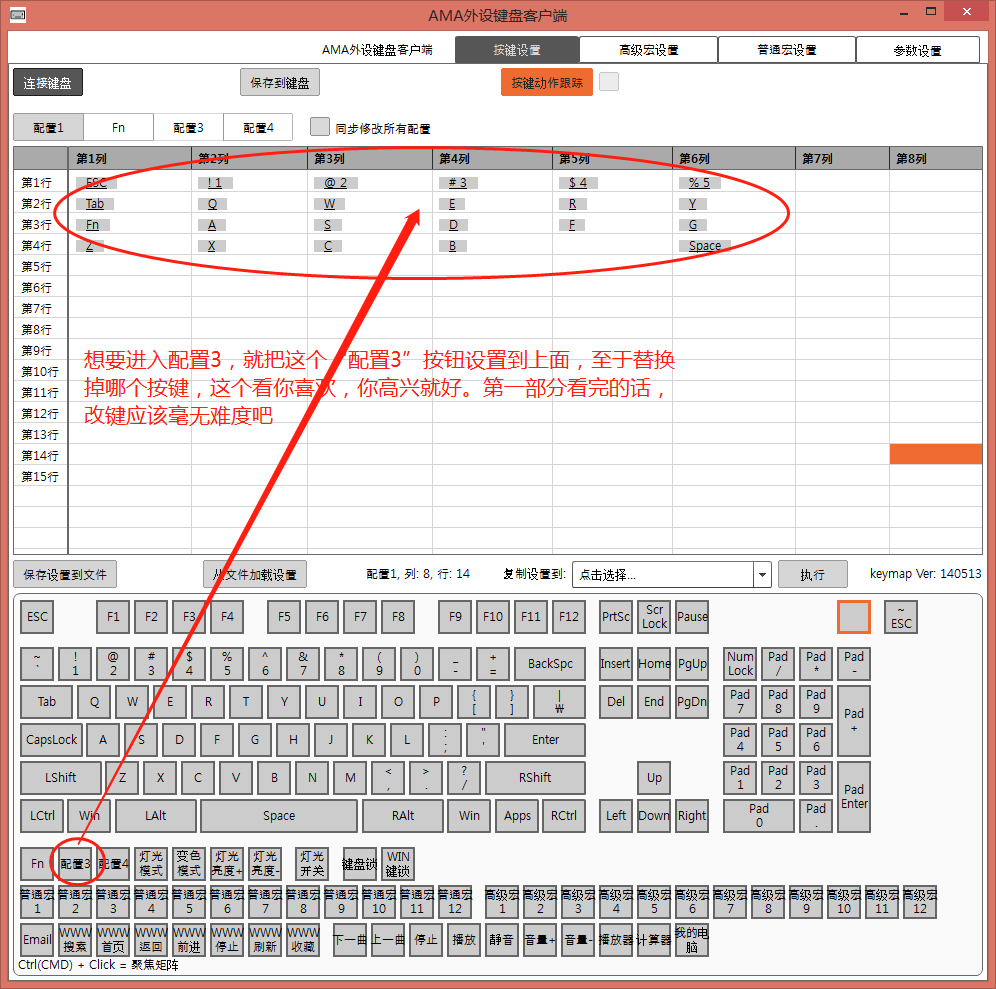 AMA外设键盘客户端
AMA外设键盘客户端 按键设置 高级宏设置 普通宏设置 参数设置
连接键盘 保存到键盘 按键动作跟踪
配置1 Fn 配置3 配置4 同步修改所有配置
第1列 第2列 第3列 第4列 第5列 第6列 第7列 第8列
第1行 ESC ! 1 @ 2 # 3 $ 4 % 5
第2行 Tab Q W E R Y
第3行 Fn A S D F G
第4行 Z X C B Space
第5行
第6行
第7行
第8行
第9行
第10行
第11行
第12行
第13行
第14行
第15行
想要进入配置3，就把这个“配置3”按钮设置到上面，至于替换
掉哪个按键，这个看你喜欢，你高兴就好。第一部分看完的话，
改键应该毫无难度吧
保存设置到文件 从文件加载设置 配置1, 列: 8, 行: 14 复制设置到: 点击选择... 执行 keymap Ver: 140513
ESC F1 F2 F3 F4 F5 F6 F7 F8 F9 F10 F11 F12 PrtSc Scr Lock Pause ~ ESC
~ ` ! 1 @ 2 # 3 $ 4 % 5 ^ 6 & 7 * 8 ( 9 ) 0 _ - + = BackSpc Insert Home PgUp Num Lock Pad / Pad * Pad -
Tab Q W E R T Y U I O P { [ } ] | ₩ Del End PgDn Pad 7 Pad 8 Pad 9 Pad +
CapsLock A S D F G H J K L : ; " ' Enter Pad 4 Pad 5 Pad 6
LShift Z X C V B N M < , > . ? / RShift Up Pad 1 Pad 2 Pad 3 Pad Enter
LCtrl Win LAlt Space RAlt Win Apps RCtrl Left Down Right Pad 0 Pad .
Fn 配置3 配置4 灯光模式 变色模式 灯光亮度+ 灯光亮度- 灯光开关 键盘锁 WIN键锁
普通宏1 普通宏2 普通宏3 普通宏4 普通宏5 普通宏6 普通宏7 普通宏8 普通宏9 普通宏10 普通宏11 普通宏12 高级宏1 高级宏2 高级宏3 高级宏4 高级宏5 高级宏6 高级宏7 高级宏8 高级宏9 高级宏10 高级宏11 高级宏12
Email WWW搜索 WWW首页 WWW返回 WWW前进 WWW停止 WWW刷新 WWW收藏 下一曲 上一曲 停止 播放 静音 音量+ 音量- 播放器 计算器 我的电脑
Ctrl(CMD) + Click = 聚焦矩阵